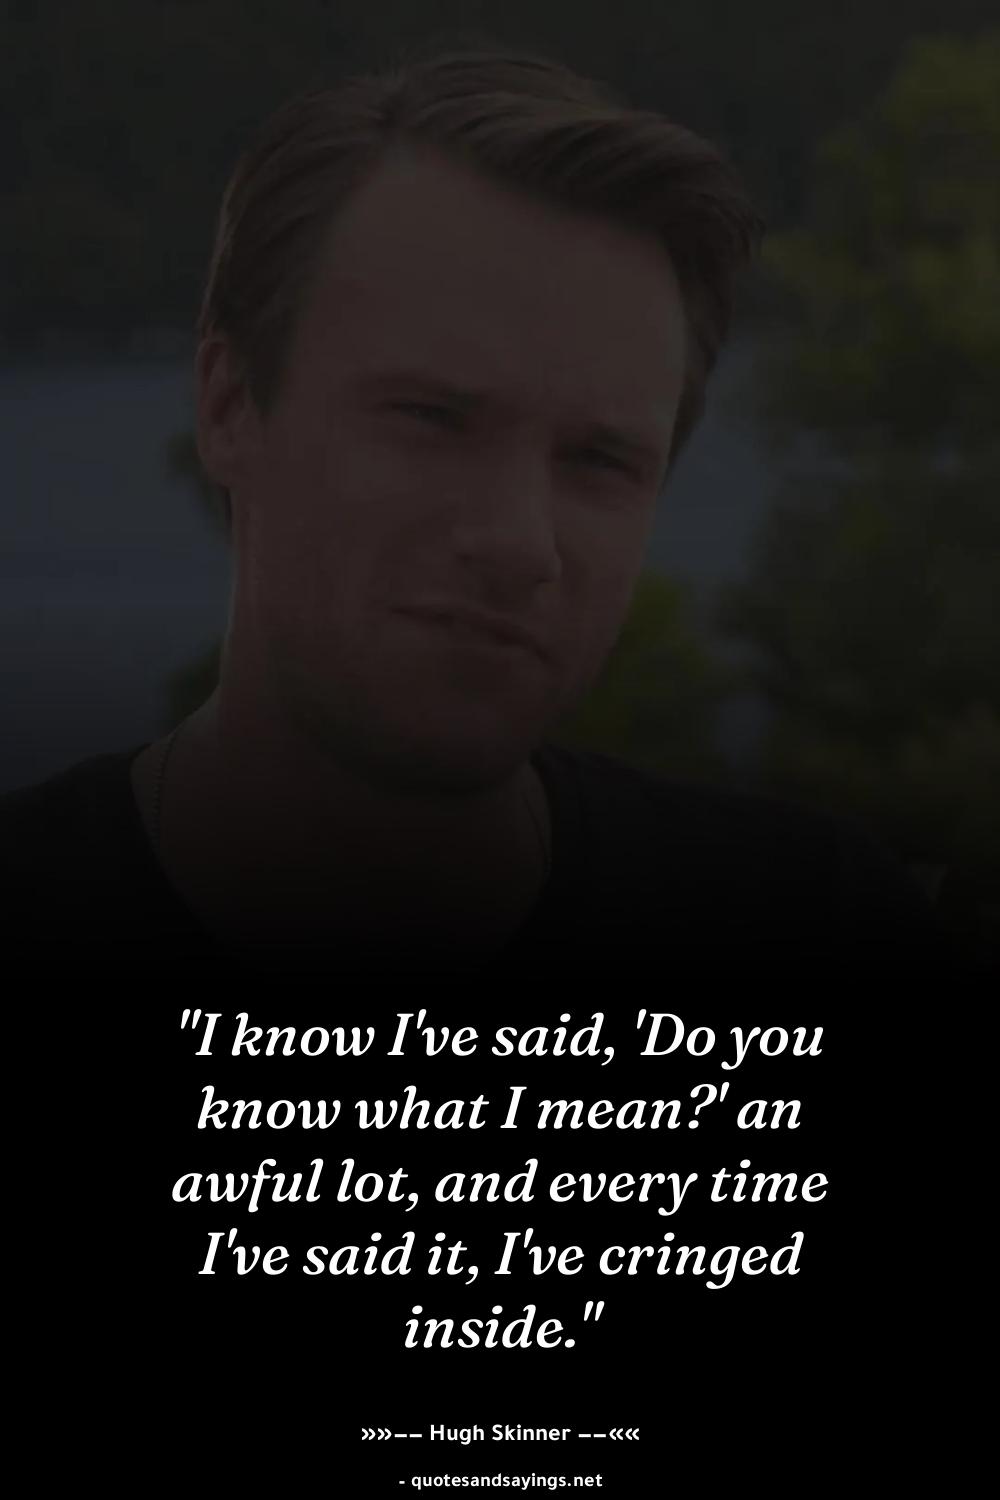 "I know I've said, 'Do you
know what I mean?' an
awful lot, and every time
I've said it, I've cringed
inside."
»»−− Hugh Skinner −−««
- quotesandsayings.net